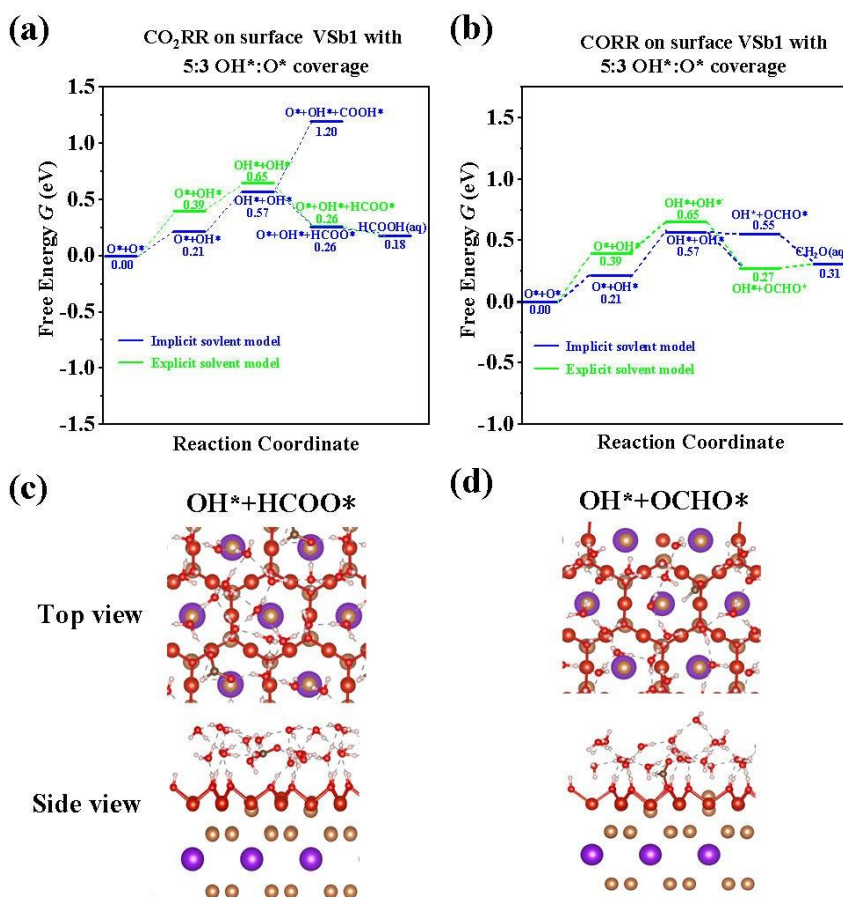 (a)
CO₂RR on surface VSb1 with
5:3 OH*:O* coverage
Free Energy G (eV)
1.5
1.0
0.5
0.0
-0.5
-1.0
-1.5
O*+O*
0.00
O*+OH*
0.39
O*+OH*
0.21
OH*+OH*
0.65
OH*+OH*
0.57
O*+OH*+COOH*
1.20
O*+OH*+HCOO*
0.26
O*+OH*+HCOO*
0.26
HCOOH(aq)
0.18
Implicit sovlent model
Explicit solvent model
Reaction Coordinate
(b)
CORR on surface VSb1 with
5:3 OH*:O* coverage
Free Energy G (eV)
1.5
1.0
0.5
0.0
-0.5
-1.0
O*+O*
0.00
O*+OH*
0.39
O*+OH*
0.21
OH*+OH*
0.65
OH*+OH*
0.57
OH*+OCHO*
0.55
0.27
OH*+OCHO*
CH₂O(aq)
0.31
Implicit sovlent model
Explicit solvent model
Reaction Coordinate
(c)
OH*+HCOO*
(d)
OH*+OCHO*
Top view
Side view